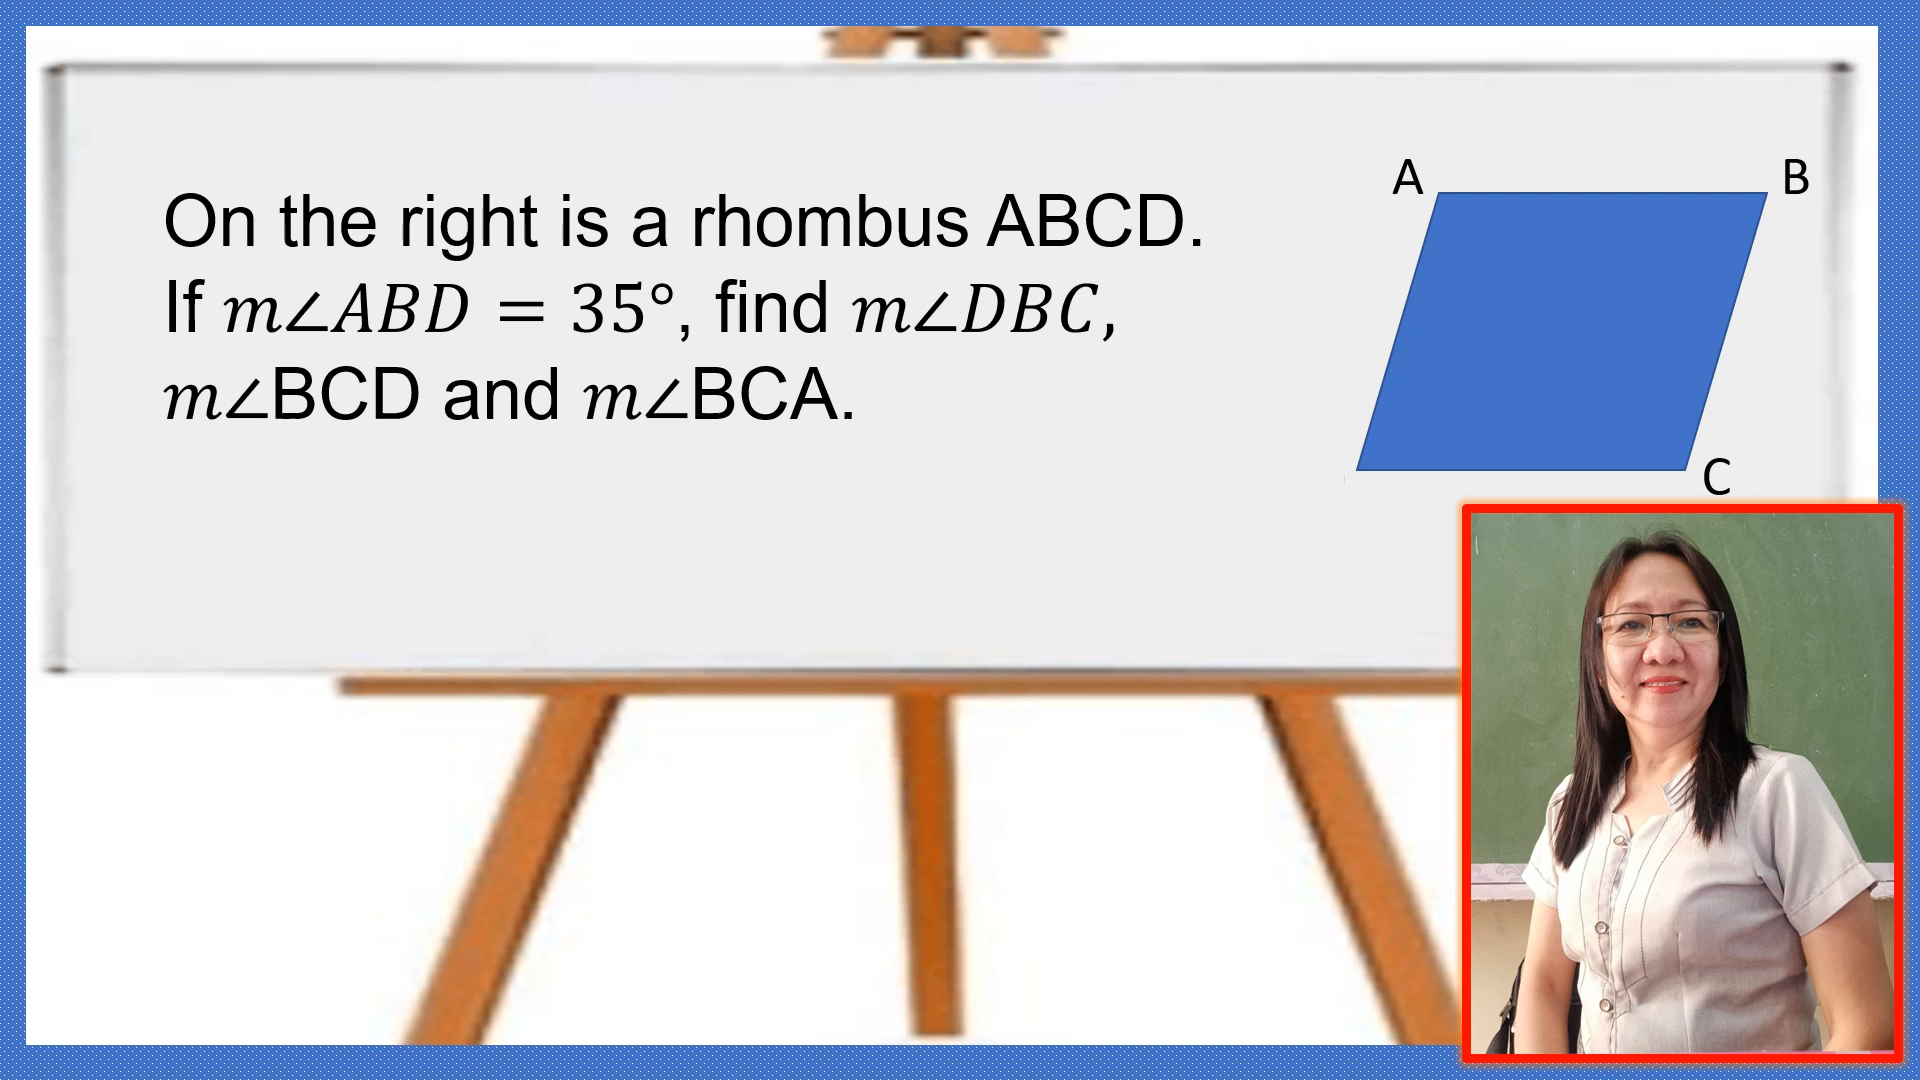 On the right is a rhombus ABCD.
If m∠ABD = 35°, find m∠DBC,
m∠BCD and m∠BCA.
A
B
C